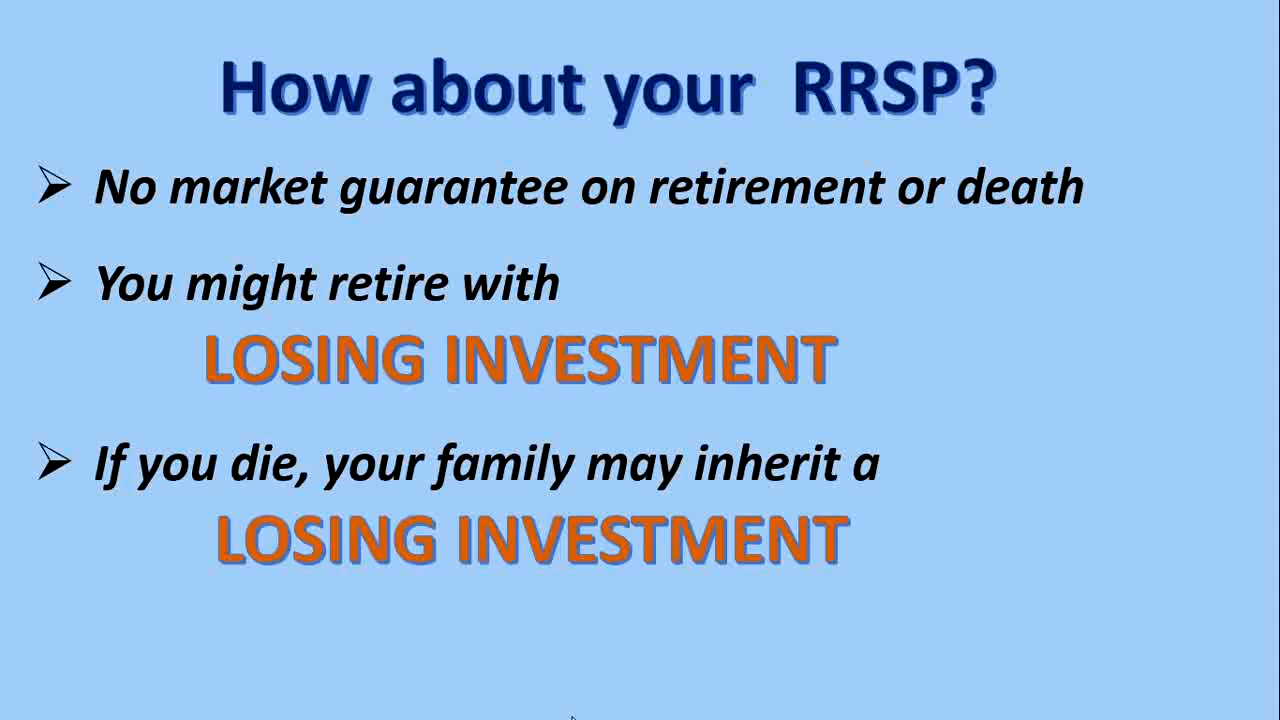 How about your RRSP?
➢ No market guarantee on retirement or death
➢ You might retire with
LOSING INVESTMENT
➢ If you die, your family may inherit a
LOSING INVESTMENT